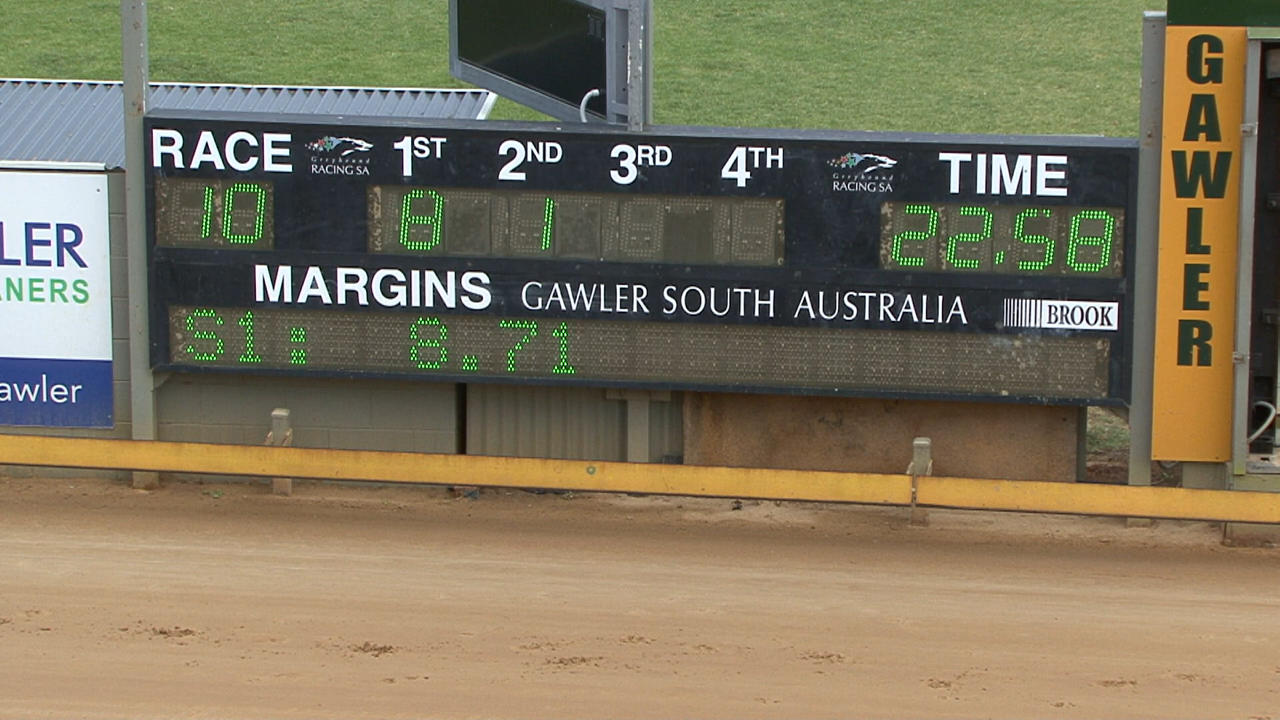 RACE
Greyhound
RACING SA
1ST 2ND 3RD 4TH
Greyhound
RACING SA
TIME
10 8 1 22.58
MARGINS GAWLER SOUTH AUSTRALIA BROOK
S1: 8.71
GAWLER
LER
NERS
awler